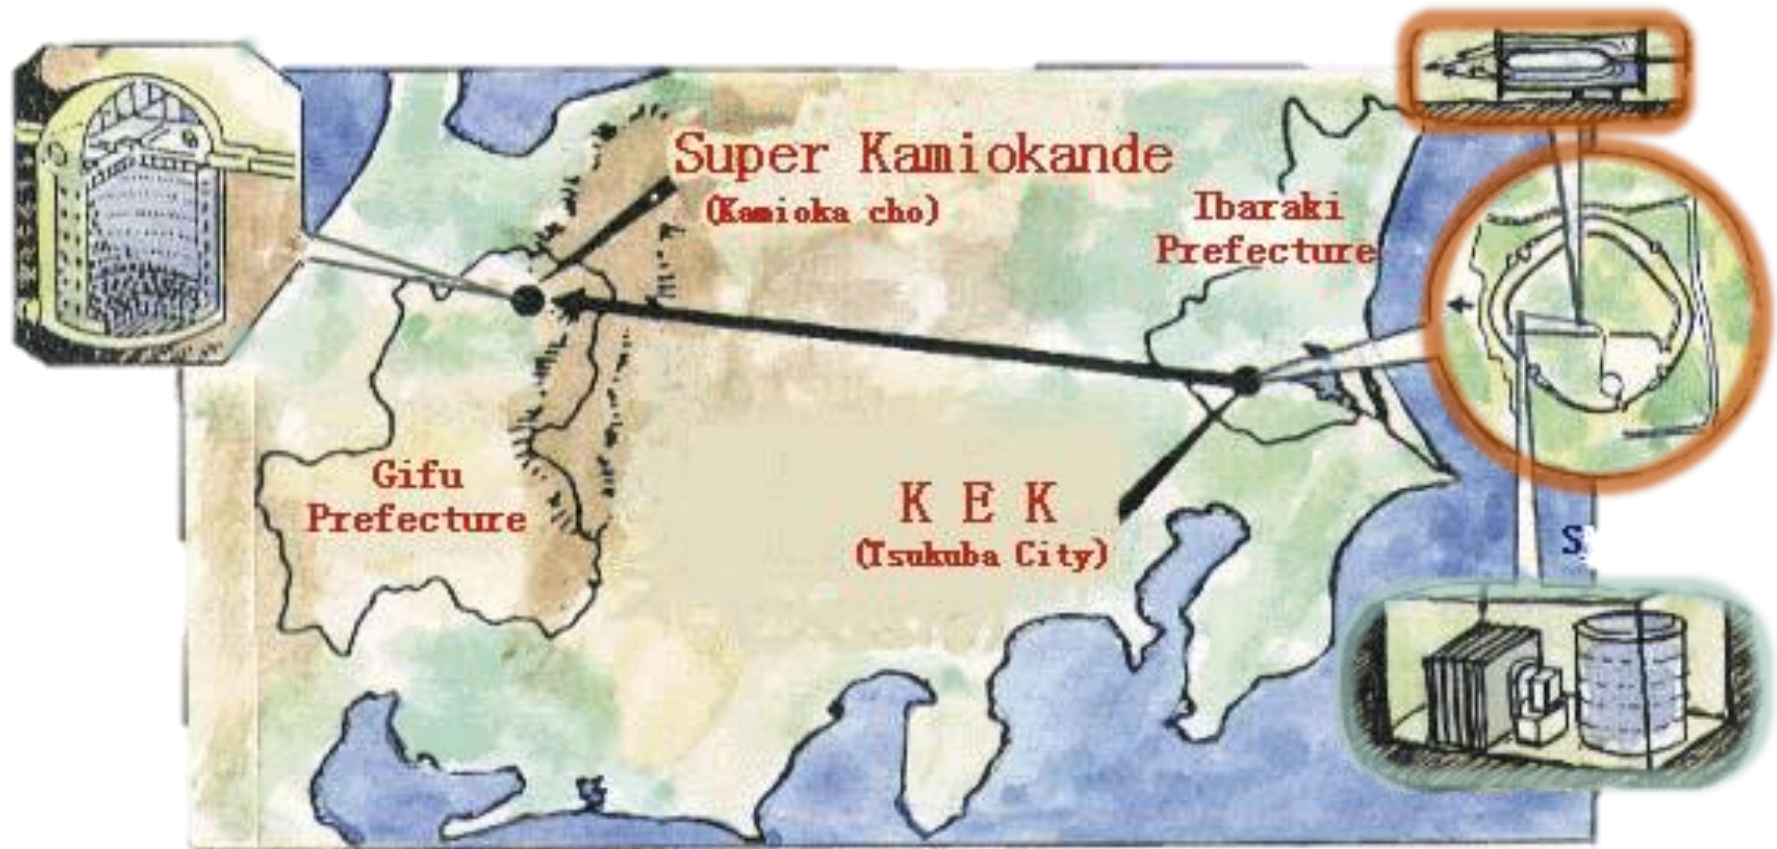 Super Kamiokande
(Kamioka cho)
Ibaraki
Prefecture
Gifu
Prefecture
K E K
(Tsukuba City)
S